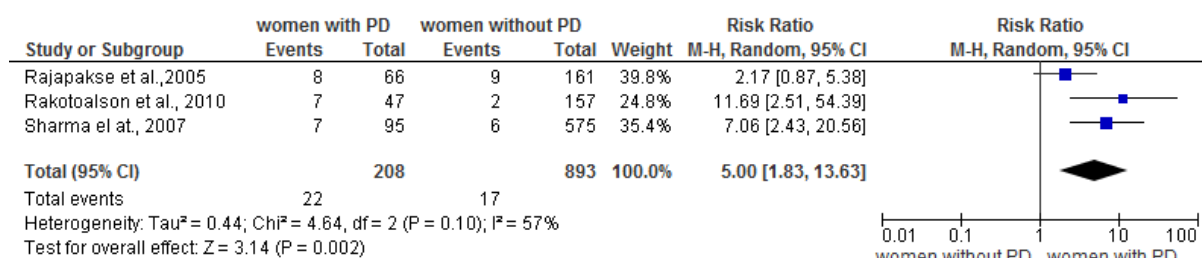 women with PD women without PD Risk Ratio Risk Ratio
Study or Subgroup Events Total Events Total Weight M-H, Random, 95% CI M-H, Random, 95% CI
Rajapakse et al.,2005 8 66 9 161 39.8% 2.17 [0.87, 5.38]
Rakotoalson et al., 2010 7 47 2 157 24.8% 11.69 [2.51, 54.39]
Sharma el at., 2007 7 95 6 575 35.4% 7.06 [2.43, 20.56]
Total (95% CI) 208 893 100.0% 5.00 [1.83, 13.63]
Total events 22 17
Heterogeneity: Tau² = 0.44; Chi² = 4.64, df = 2 (P = 0.10); I² = 57%
Test for overall effect: Z = 3.14 (P = 0.002)
0.01 0.1 1 10 100
women without PD women with PD